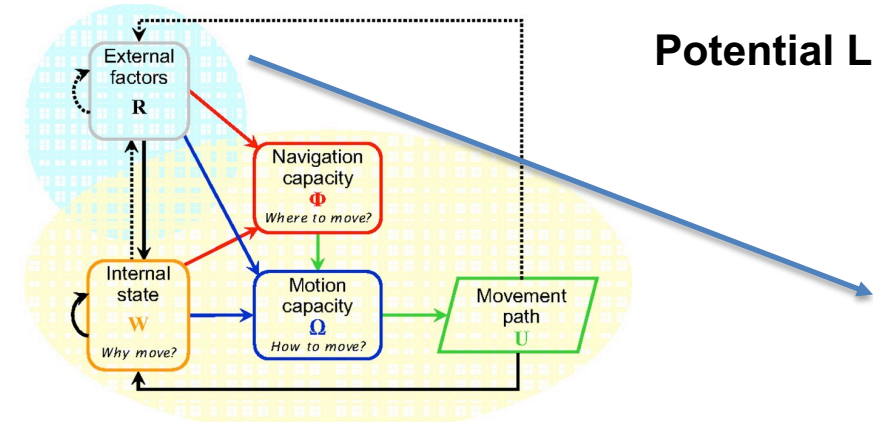 Potential L
External
factors
R
Navigation
capacity
Φ
Where to move?
Internal
state
W
Why move?
Motion
capacity
Ω
How to move?
Movement
path
U